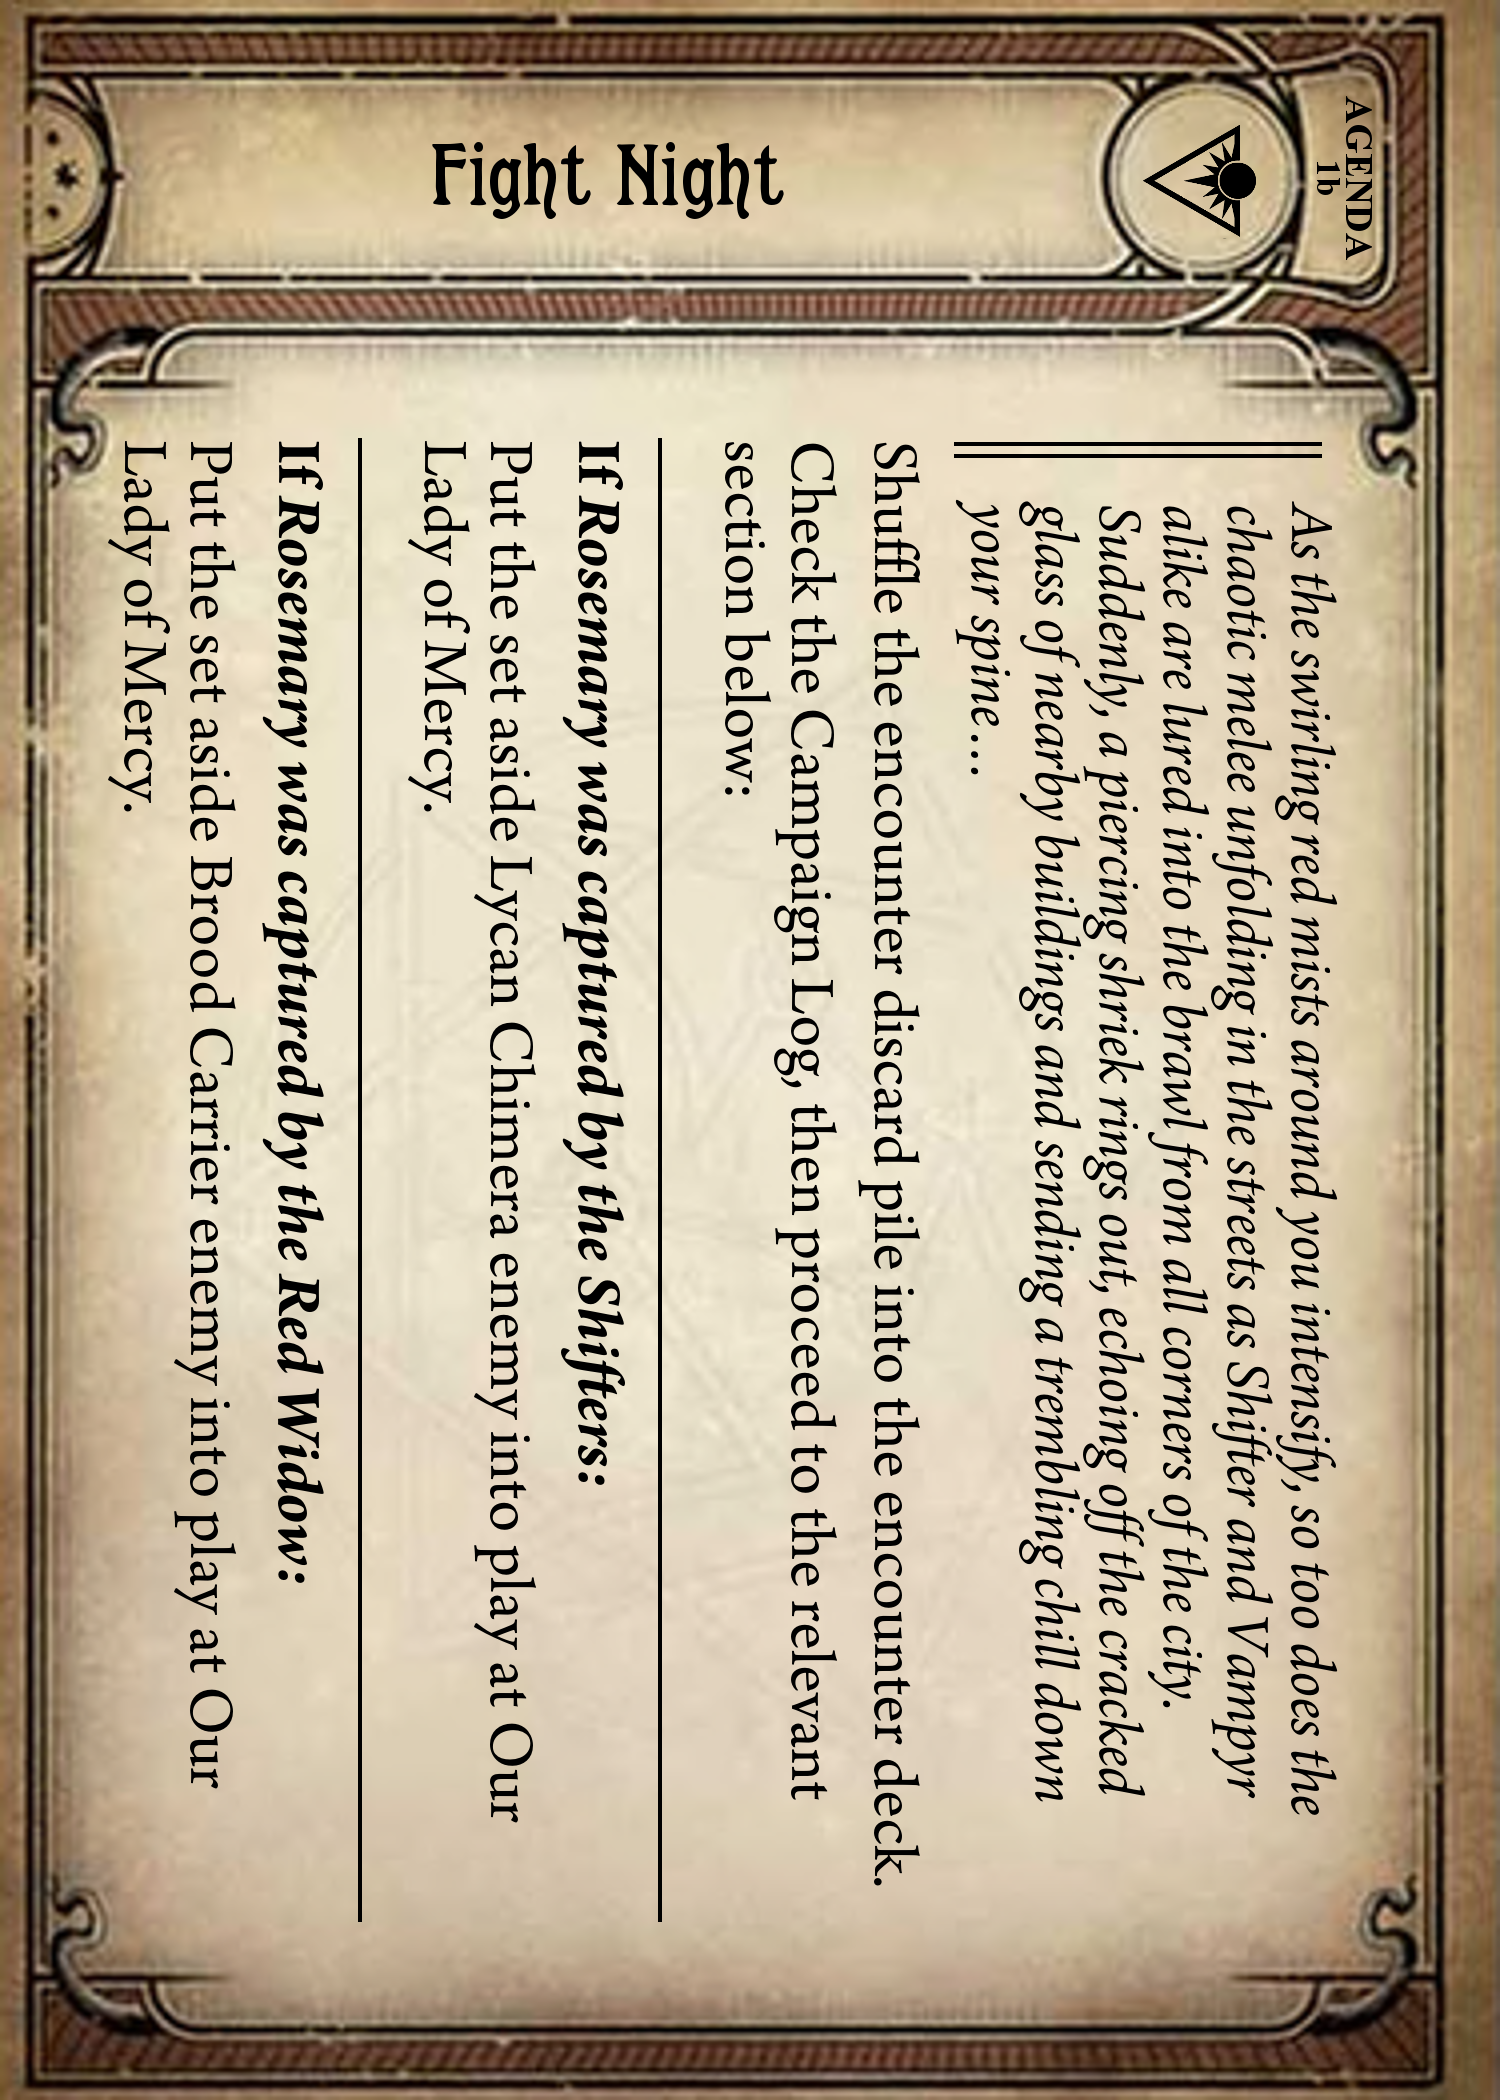 AGENDA
1b
Fight Night
As the swirling red mists around you intensify, so too does the
chaotic melee unfolding in the streets as Shifter and Vampyr
alike are lured into the brawl from all corners of the city.
Suddenly, a piercing shriek rings out, echoing off the cracked
glass of nearby buildings and sending a trembling chill down
your spine…
Shuffle the encounter discard pile into the encounter deck.
Check the Campaign Log, then proceed to the relevant
section below:
If Rosemary was captured by the Shifters:
Put the set aside Lycan Chimera enemy into play at Our
Lady of Mercy.
If Rosemary was captured by the Red Widow:
Put the set aside Brood Carrier enemy into play at Our
Lady of Mercy.